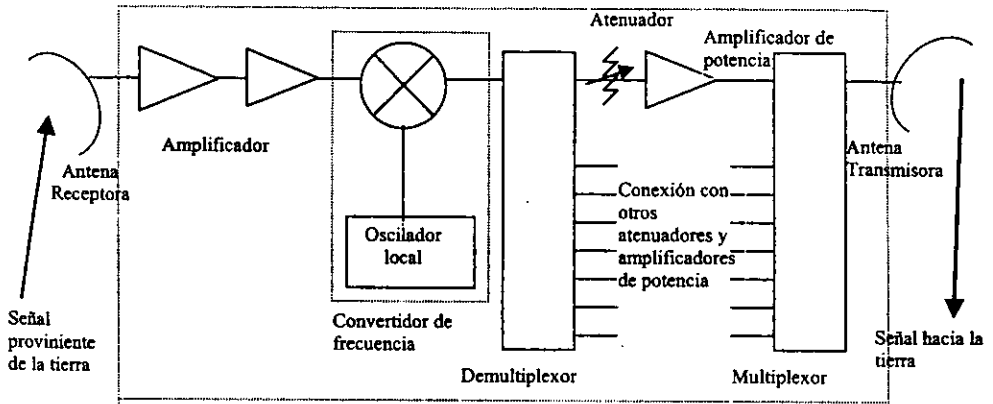 Atenuador
Amplificador de
potencia
Amplificador
Antena
Receptora
Antena
Transmisora
Oscilador
local
Conexión con
otros
atenuadores y
amplificadores
de potencia
Señal
proviniente
de la tierra
Convertidor de
frecuencia
Señal hacia la
tierra
Demultiplexor
Multiplexor